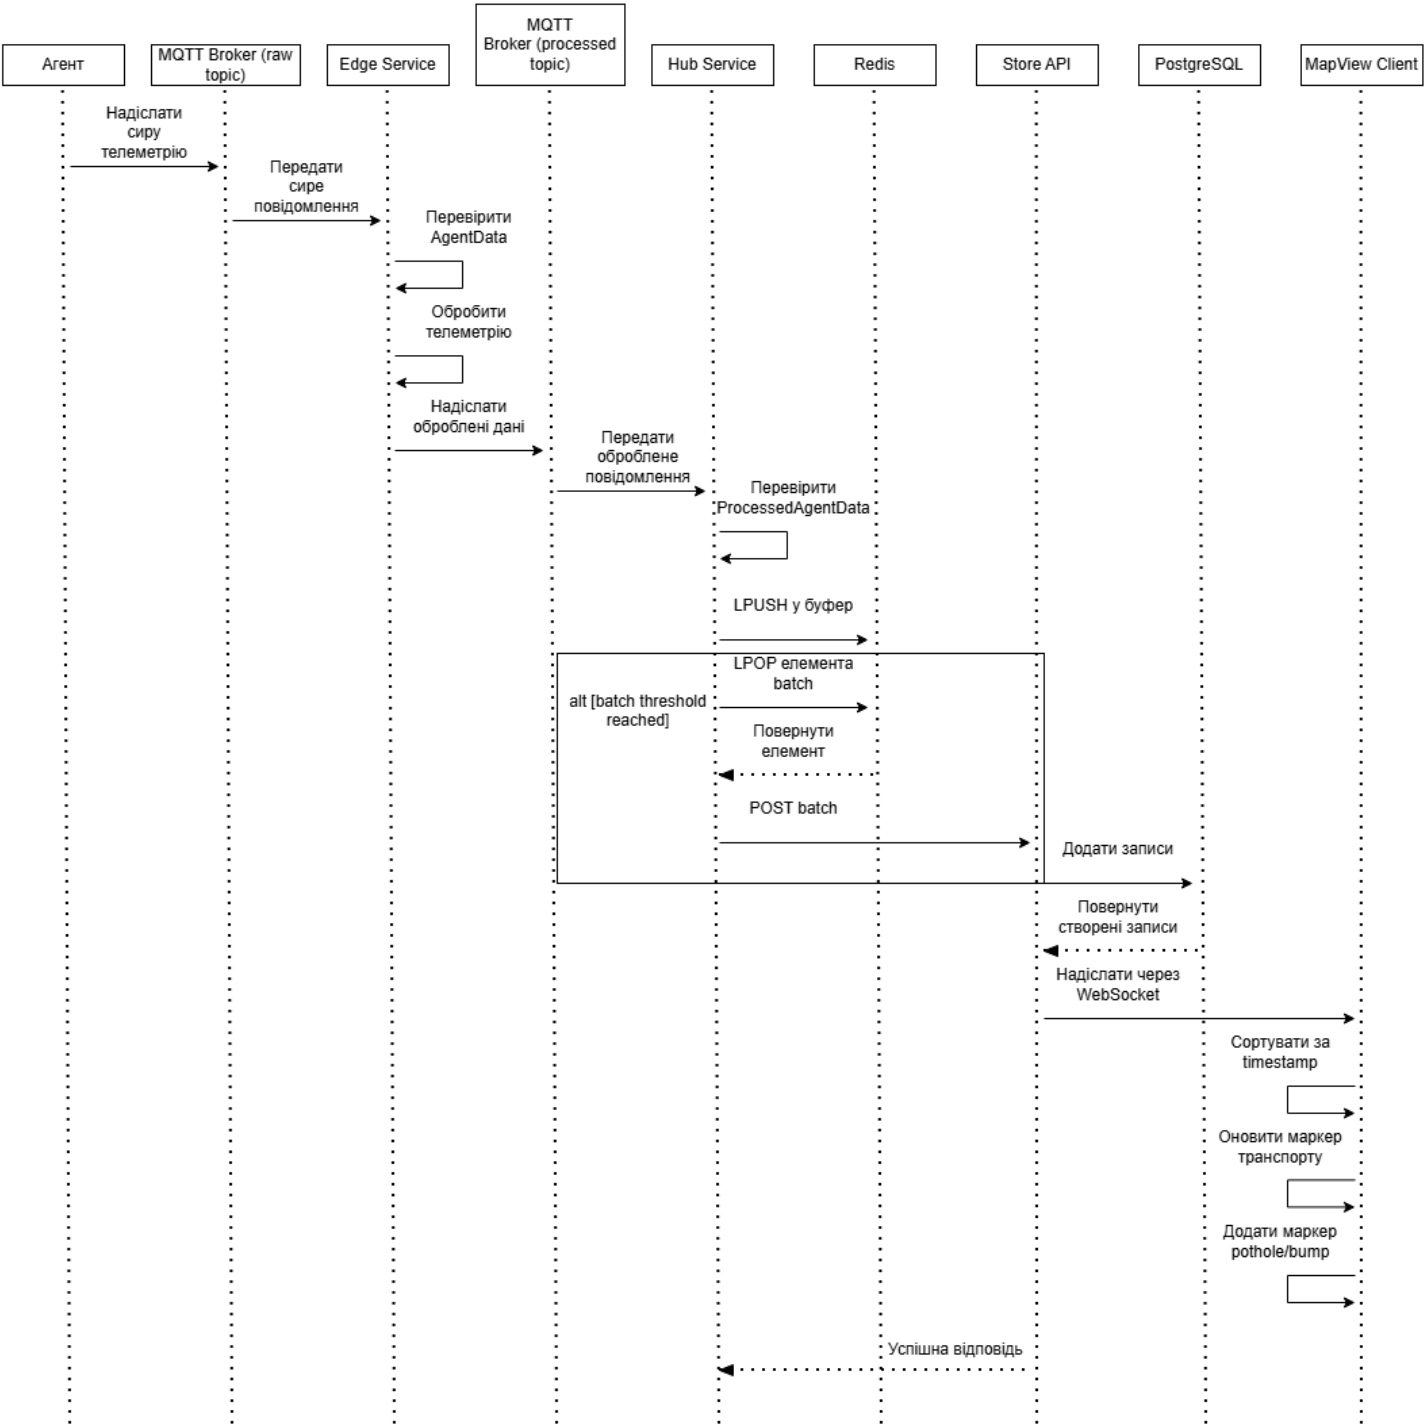 Агент
MQTT Broker (raw
topic)
Edge Service
MQTT
Broker (processed
topic)
Hub Service
Redis
Store API
PostgreSQL
MapView Client
Надіслати
сиру
телеметрію
Передати
сире
повідомлення
Перевірити
AgentData
Обробити
телеметрію
Надіслати
оброблені дані
Передати
оброблене
повідомлення
Перевірити
ProcessedAgentData
LPUSH у буфер
alt [batch threshold
reached]
LPOP елемента
batch
Повернути
елемент
POST batch
Додати записи
Повернути
створені записи
Надіслати через
WebSocket
Сортувати за
timestamp
Оновити маркер
транспорту
Додати маркер
pothole/bump
Успішна відповідь